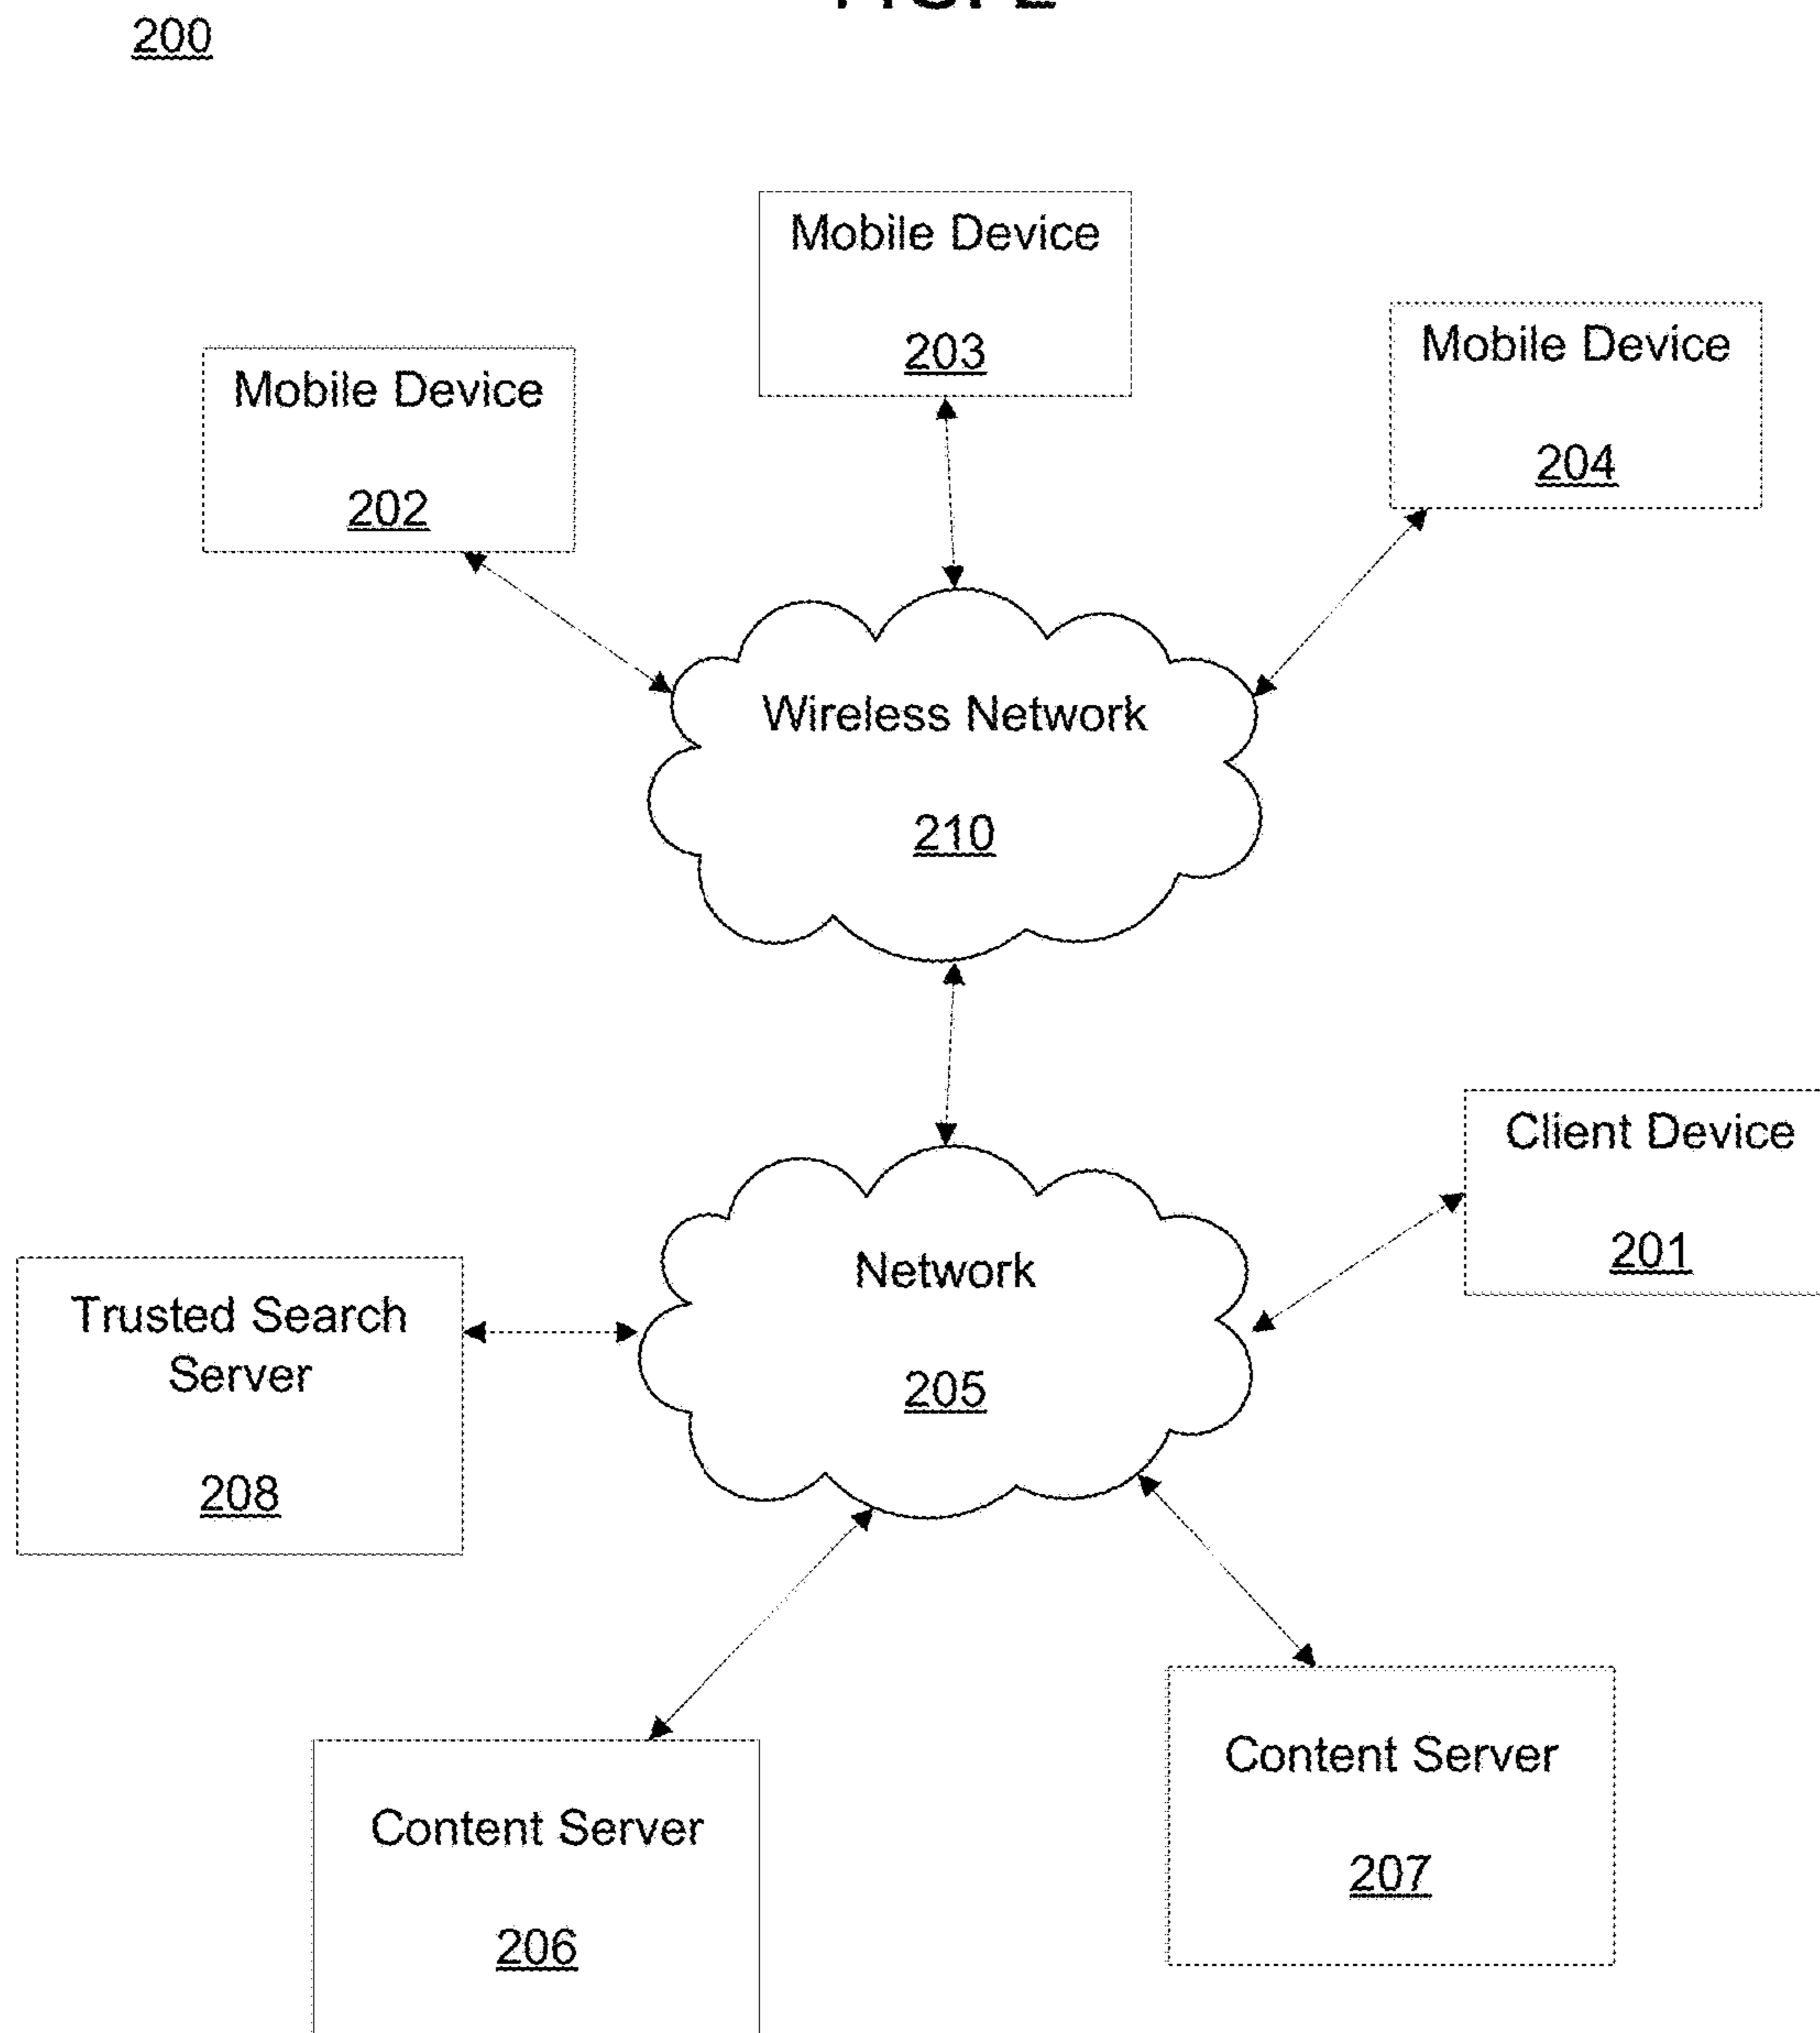 200
Mobile Device
203
Mobile Device
204
Mobile Device
202
Wireless Network
210
Client Device
201
Network
205
Trusted Search
Server
208
Content Server
207
Content Server
206